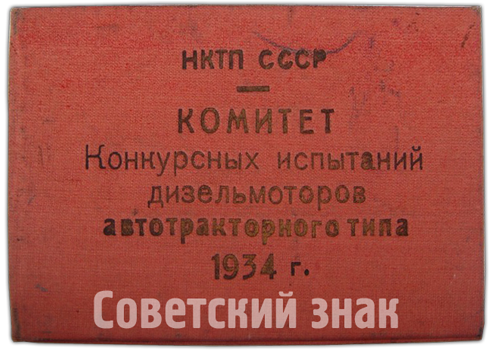 НКТП СССР
КОМИТЕТ
Конкурсных испытаний
дизельмоторов
автотракторного типа
1934 г.
Советский знак